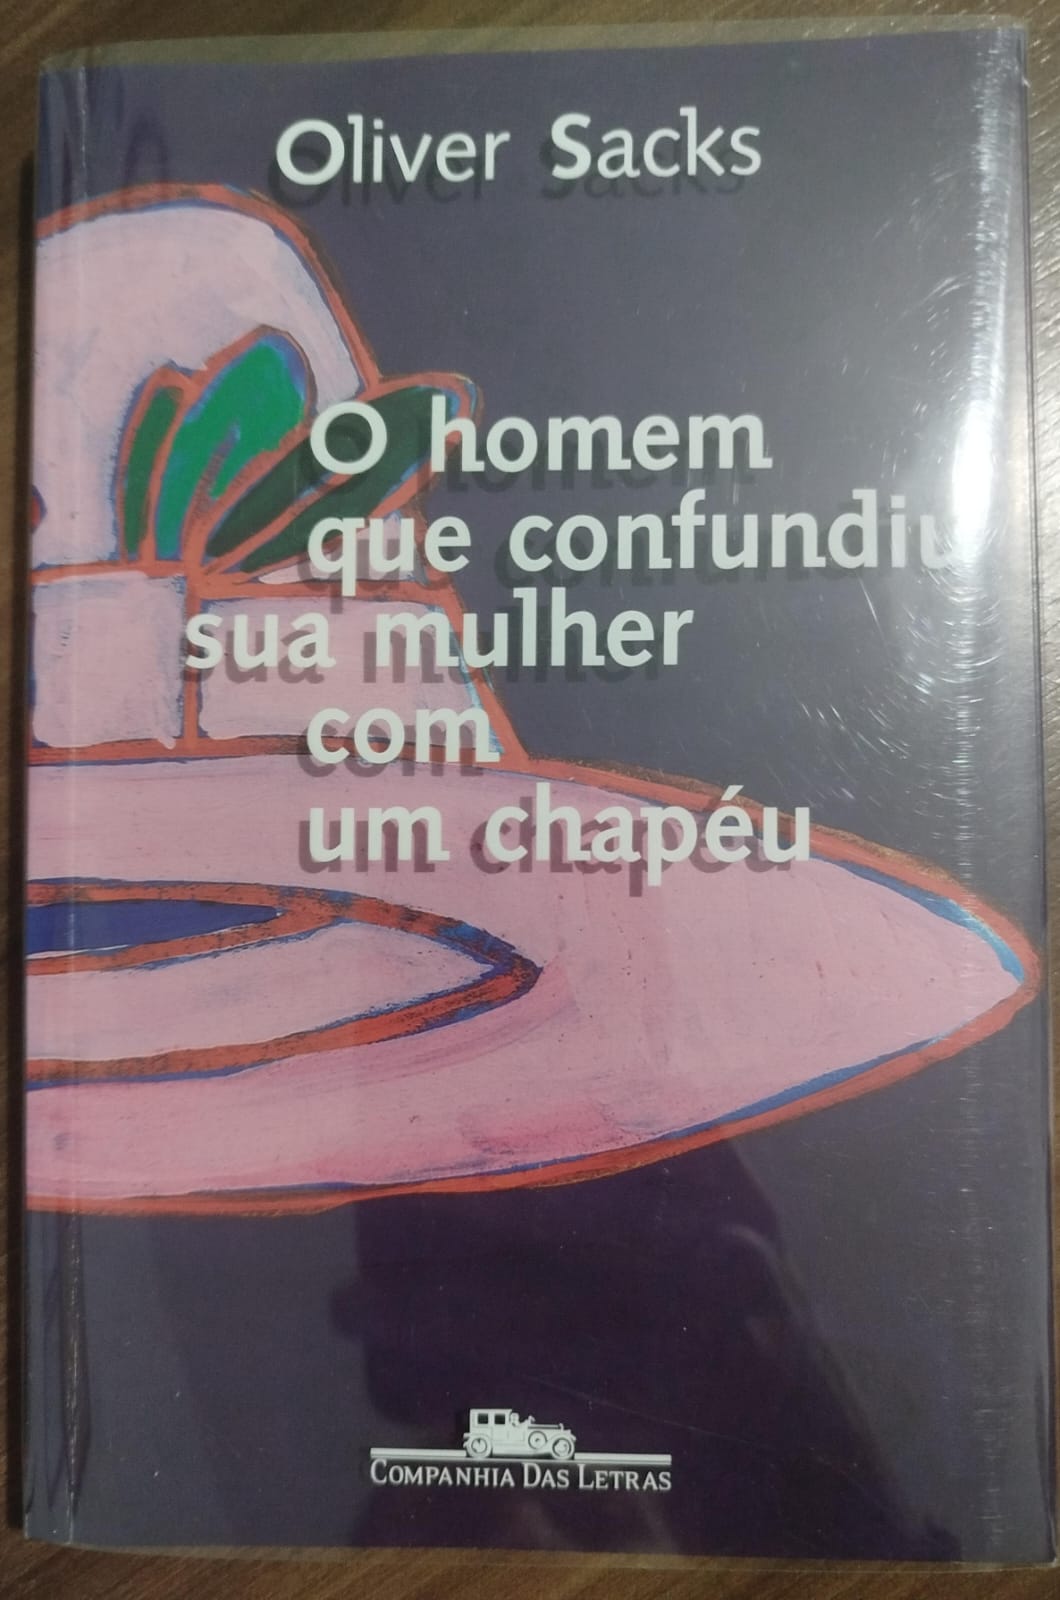 Oliver Sacks
O homem
que confundiu
sua mulher
com
um chapéu
COMPANHIA DAS LETRAS